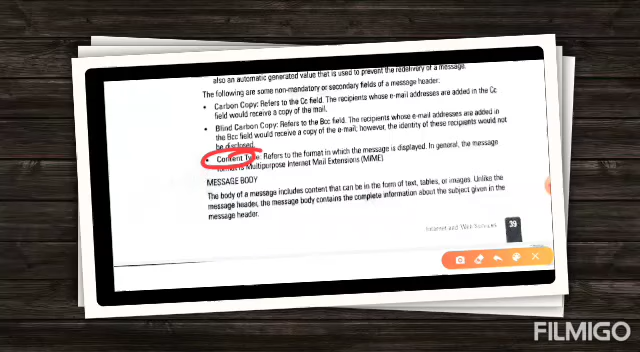 also an automatic generated value that is used to prevent the redelivery of a message.
The following are some non-mandatory or secondary fields of a message header:
• Carbon Copy: Refers to the Cc field. The recipients whose e-mail addresses are added in the Cc
field would receive a copy of the mail.
• Blind Carbon Copy: Refers to the Bcc field. The recipients whose e-mail addresses are added in
the Bcc field would receive a copy of the e-mail; however, the identity of these recipients would not
be disclosed.
• Content Type: Refers to the format in which the message is displayed. In general, the message
format is Multipurpose Internet Mail Extensions (MIME)
MESSAGE BODY
The body of a message includes content that can be in the form of text, tables, or images. Unlike the
message header, the message body contains the complete information about the subject given in the
message header.
Internet and Web Services 39
FILMIGO